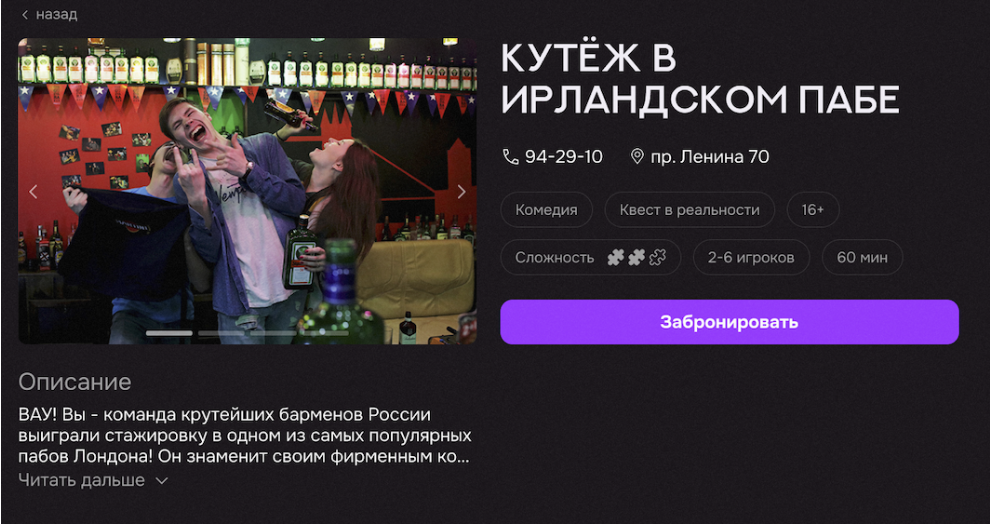 назад
КУТЁЖ В
ИРЛАНДСКОМ ПАБЕ
94-29-10 пр. Ленина 70
Комедия Квест в реальности 16+
Сложность 2-6 игроков 60 мин
Забронировать
Описание
ВАУ! Вы - команда крутейших барменов России
выиграли стажировку в одном из самых популярных
пабов Лондона! Он знаменит своим фирменным ко...
Читать дальше